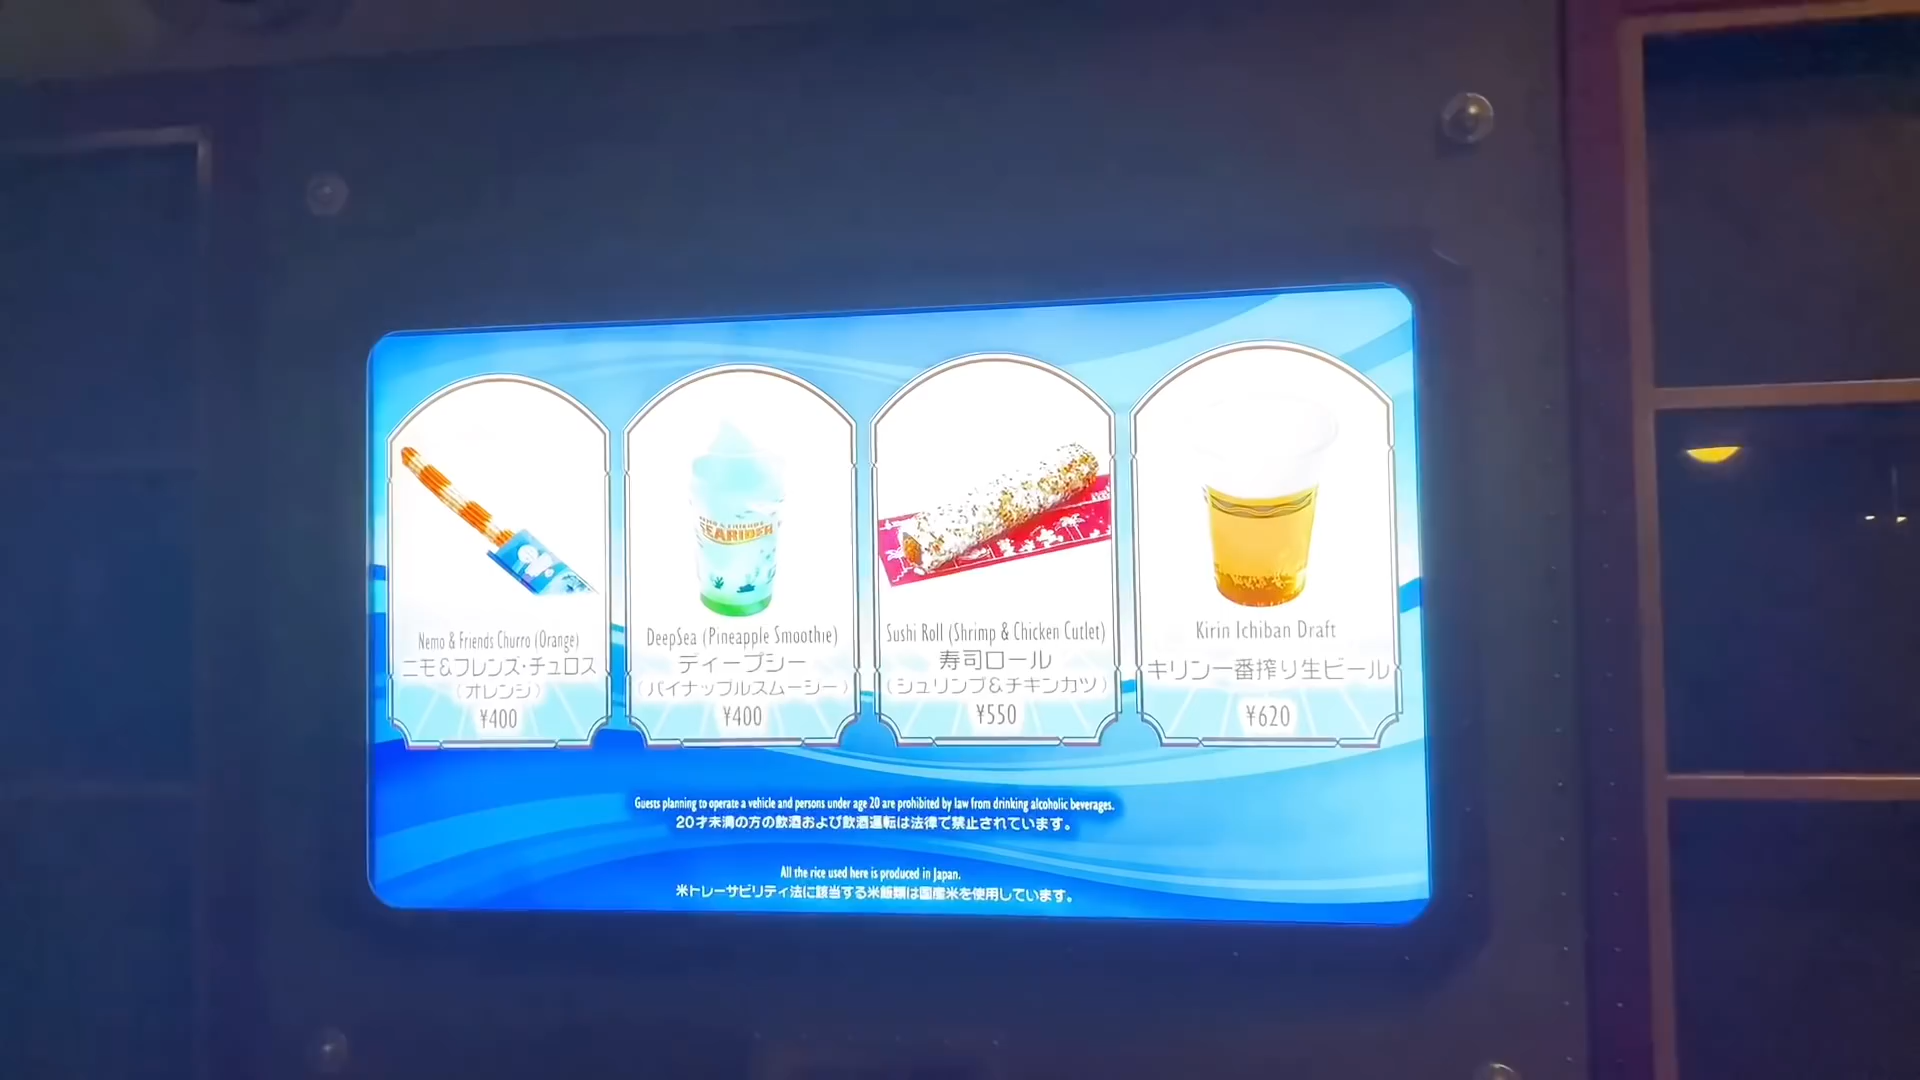 NEMO & FRIENDS
SEARIDER
Nemo & Friends Churro (Orange)
ニモ&フレンズ・チュロス
（オレンジ）
¥400
DeepSea (Pineapple Smoothie)
ディープシー
（パイナップルスムージー）
¥400
Sushi Roll (Shrimp & Chicken Cutlet)
寿司ロール
（シュリンプ&チキンカツ）
¥550
Kirin Ichiban Draft
キリン一番搾り生ビール
¥620
Guests planning to operate a vehicle and persons under age 20 are prohibited by law from drinking alcoholic beverages.
20才未満の方の飲酒および飲酒運転は法律で禁止されています。
All the rice used here is produced in Japan.
米トレーサビリティ法に該当する米飯類は国産米を使用しています。